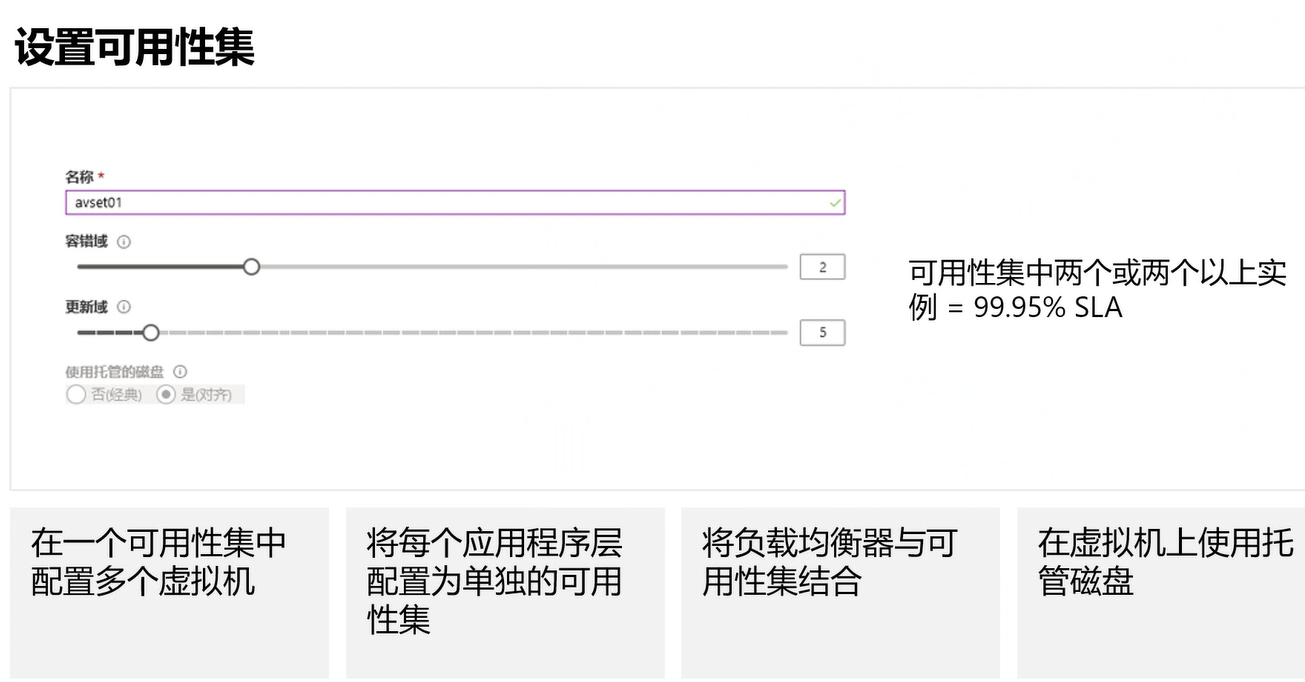 设置可用性集
名称 *
avset01
容错域
2
更新域
5
使用托管的磁盘
否(经典) 是(对齐)
可用性集中两个或两个以上实
例 = 99.95% SLA
在一个可用性集中
配置多个虚拟机
将每个应用程序层
配置为单独的可用
性集
将负载均衡器与可
用性集结合
在虚拟机上使用托
管磁盘